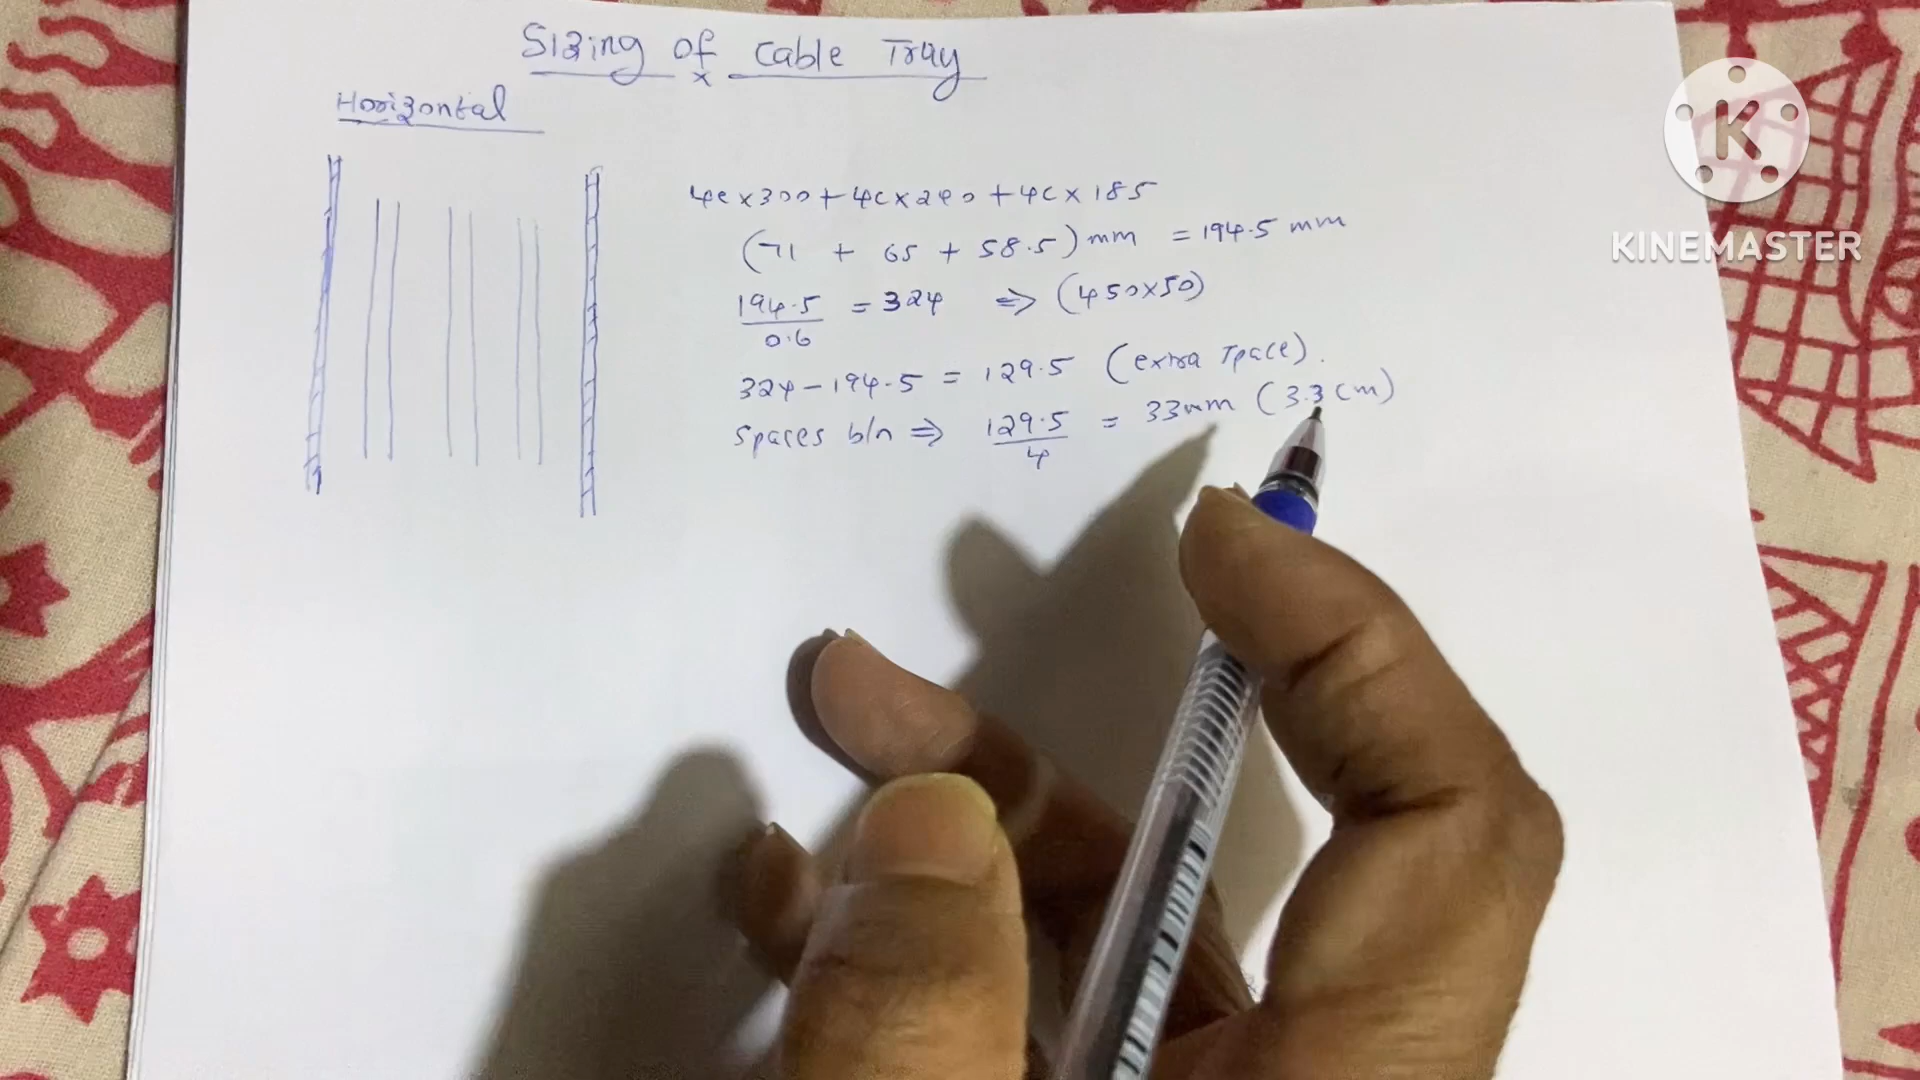 Sizing of Cable Tray
x
Horizontal
4c x 300 + 4c x 240 + 4c x 185
(71 + 65 + 58.5) mm = 194.5 mm
194.5 / 0.6 = 324 ⇒ (450x50)
324 - 194.5 = 129.5 (extra space).
Spaces b/n ⇒ 129.5 / 4 = 33mm (3.3 cm)
K
KINEMASTER